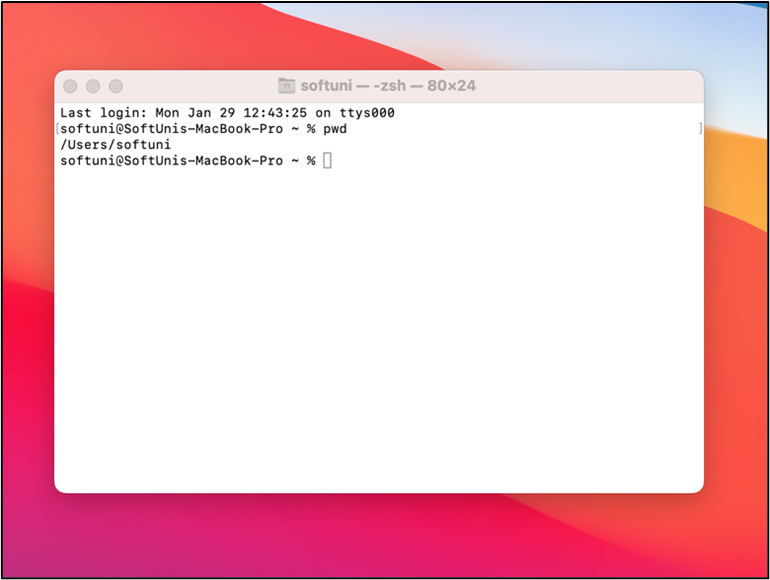 softuni — -zsh — 80×24
Last login: Mon Jan 29 12:43:25 on ttys000
[softuni@SoftUnis-MacBook-Pro ~ % pwd ]
/Users/softuni
softuni@SoftUnis-MacBook-Pro ~ %